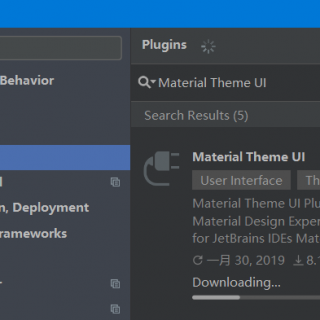 Plugins
Behavior
Material Theme UI
Search Results (5)
Material Theme UI
User Interface Th
n, Deployment
Material Theme UI Plu
Material Design Exper
rameworks
for JetBrains IDEs Mat
一月 30, 2019 8.
Downloading...